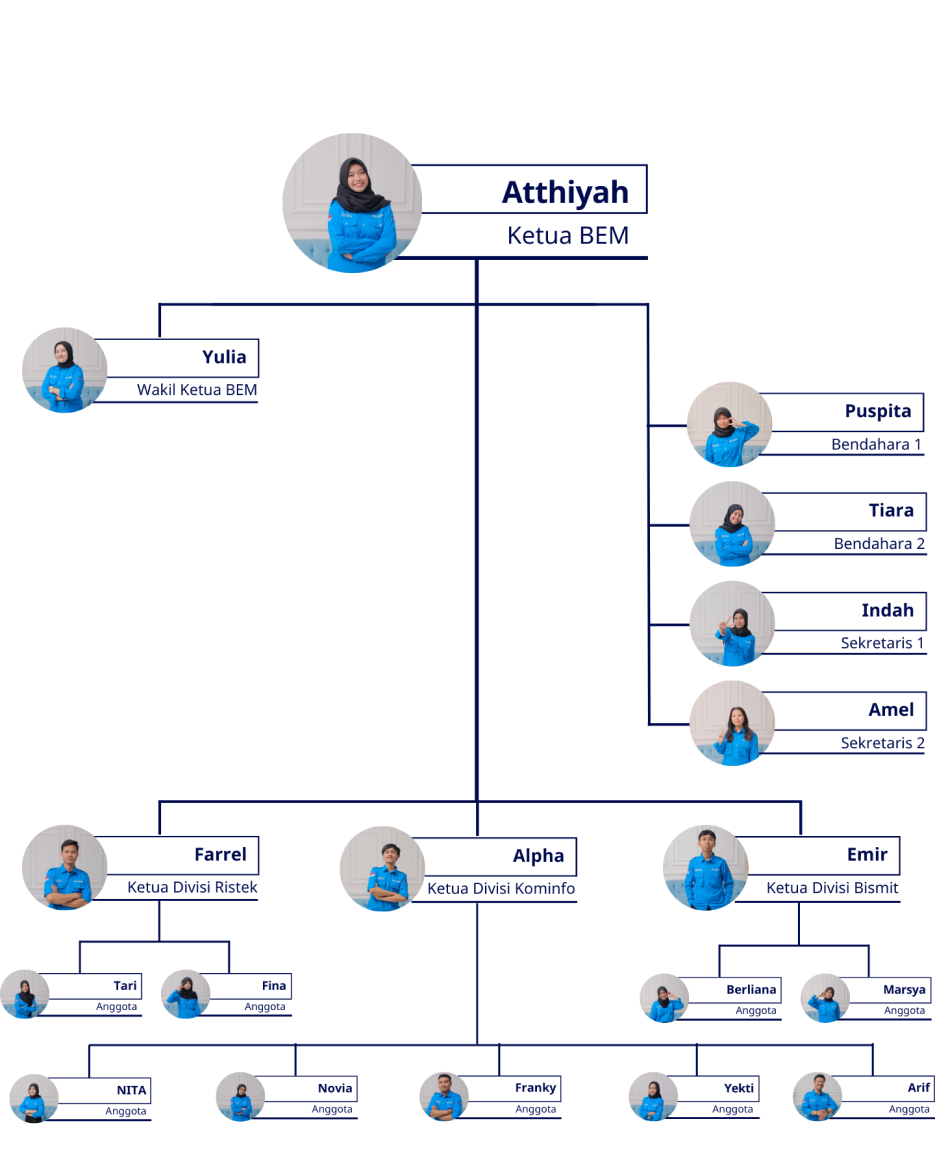 Atthiyah
Ketua BEM
Yulia
Wakil Ketua BEM
Puspita
Bendahara 1
Tiara
Bendahara 2
Indah
Sekretaris 1
Amel
Sekretaris 2
Farrel
Ketua Divisi Ristek
Alpha
Ketua Divisi Kominfo
Emir
Ketua Divisi Bismit
Tari
Anggota
Fina
Anggota
Berliana
Anggota
Marsya
Anggota
NITA
Anggota
Novia
Anggota
Franky
Anggota
Yekti
Anggota
Arif
Anggota